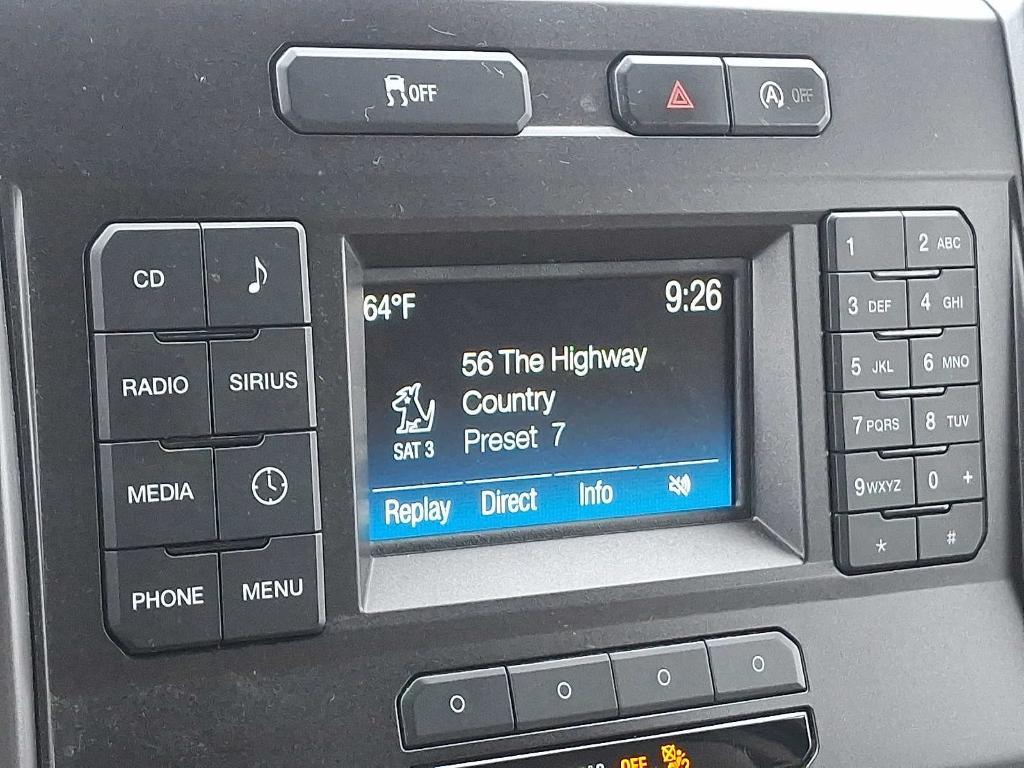 OFF
A OFF
CD
RADIO SIRIUS
MEDIA
PHONE MENU
64°F 9:26
56 The Highway
Country
SAT 3
Preset 7
Replay Direct Info
1 2 ABC
3 DEF 4 GHI
5 JKL 6 MNO
7 PQRS 8 TUV
9 WXYZ 0 +
* #
OFF